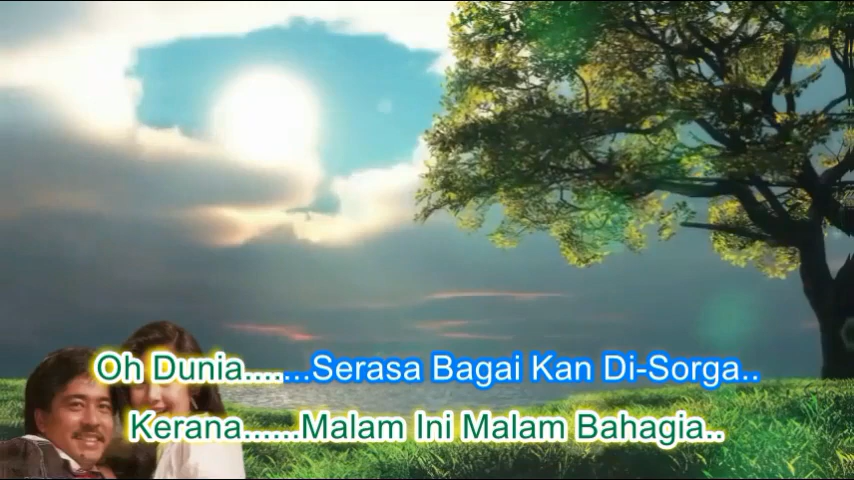 Oh Dunia.......Serasa Bagai Kan Di-Sorga..
Kerana......Malam Ini Malam Bahagia..